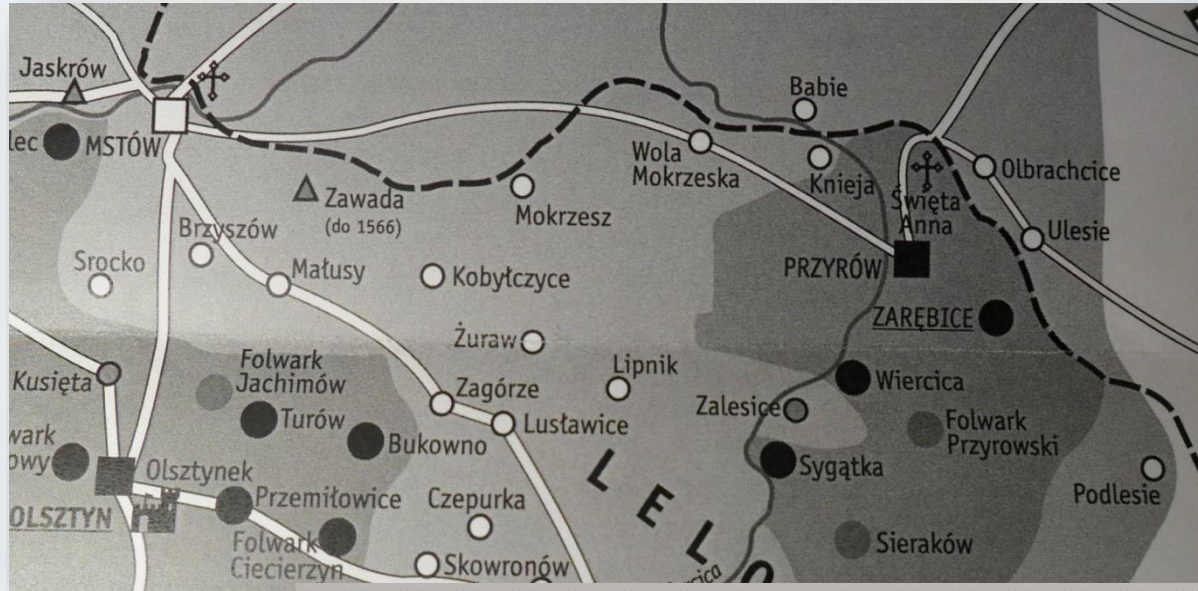 Jaskrów
MSTÓW
Zawada
(do 1566)
Mokrzesz
Wola
Mokrzeska
Babie
Knieja
Święta
Anna
Olbrachcice
Ulesie
PRZYRÓW
ZARĘBICE
Brzyszów
Srocko
Małusy
Kobyłczyce
Żuraw
Lipnik
Kusięta
Folwark
Jachimów
Turów
Bukowno
Zagórze
Lusławice
Zalesice
Wiercica
Folwark
Przyrowski
Sygątka
Podlesie
Sieraków
Olsztynek
OLSZTYN
Przemiłowice
Folwark
Ciecierzyn
Czepurka
Skowronów
L E L O